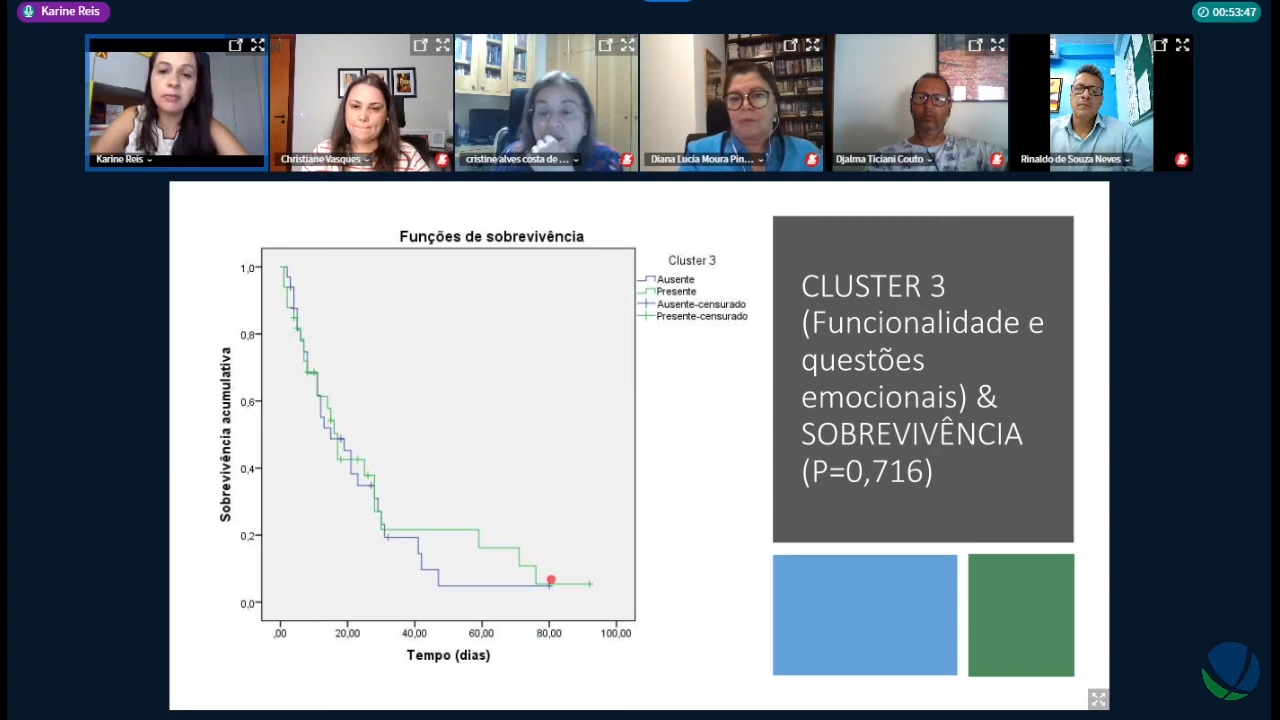 Karine Reis
00:53:47
Karine Reis
Christiane Vasques
cristine alves costa de ...
Diana Lucia Moura Pin...
Djalma Ticiani Couto
Rinaldo de Souza Neves
Funções de sobrevivência
Cluster 3
Ausente
Presente
Ausente-censurado
Presente-censurado
Sobrevivência acumulativa
1,0
0,8
0,6
0,4
0,2
0,0
,00
20,00
40,00
60,00
80,00
100,00
Tempo (dias)
CLUSTER 3
(Funcionalidade e
questões
emocionais) &
SOBREVIVÊNCIA
(P=0,716)